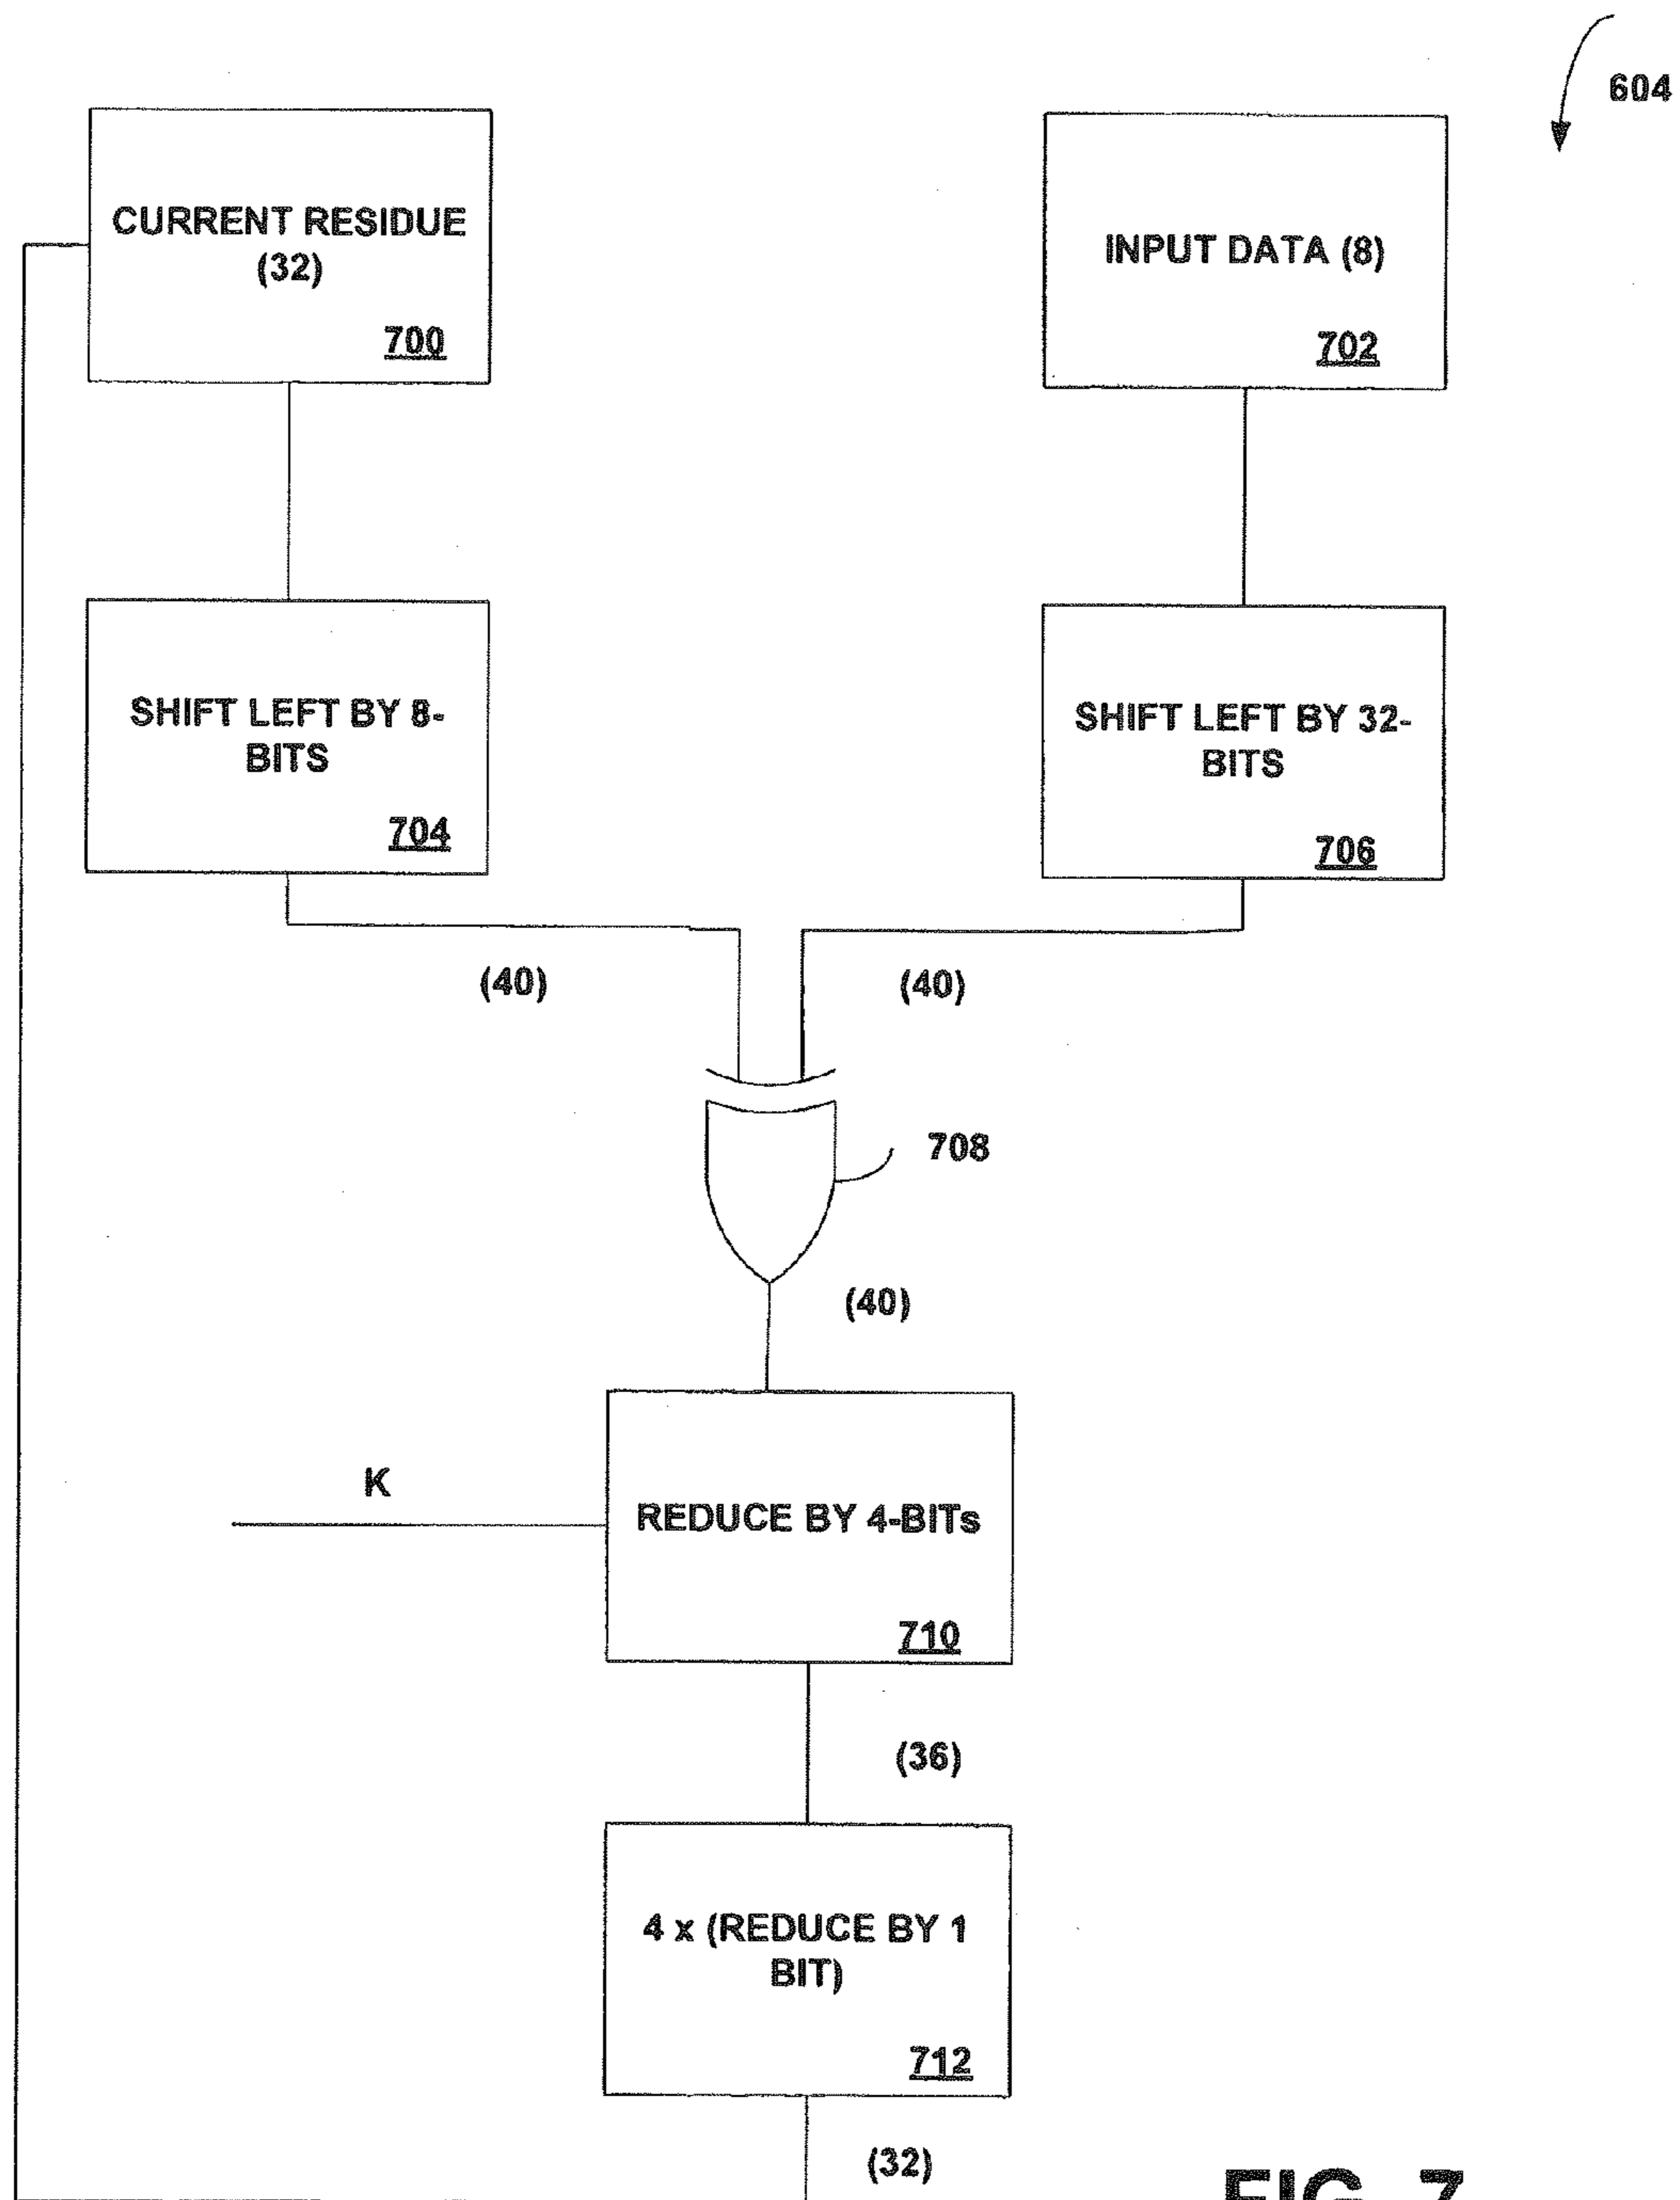 604
CURRENT RESIDUE
(32)
700
INPUT DATA (8)
702
SHIFT LEFT BY 8-
BITS
704
SHIFT LEFT BY 32-
BITS
706
(40)
(40)
708
(40)
K
REDUCE BY 4-BITs
710
(36)
4 x (REDUCE BY 1
BIT)
712
(32)
FIG. 7